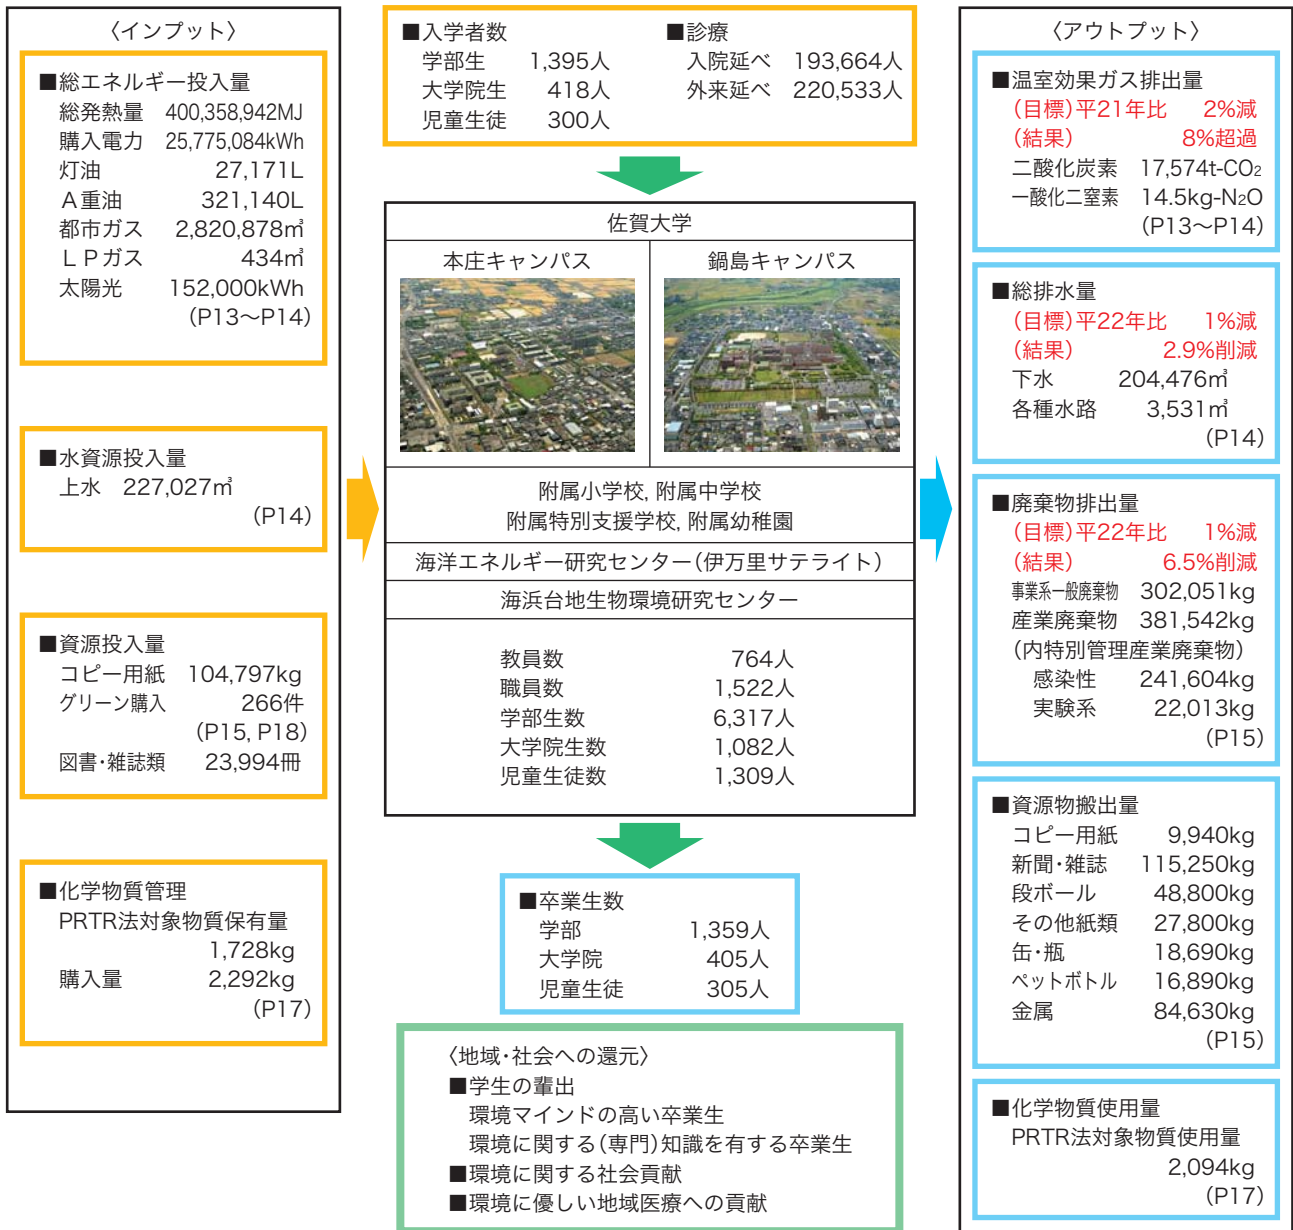 〈インプット〉
■総エネルギー投入量
総発熱量 400,358,942MJ
購入電力 25,775,084kWh
灯油 27,171L
A重油 321,140L
都市ガス 2,820,878㎥
LPガス 434㎥
太陽光 152,000kWh
(P13〜P14)
■水資源投入量
上水 227,027㎥
(P14)
■資源投入量
コピー用紙 104,797kg
グリーン購入 266件
(P15, P18)
図書・雑誌類 23,994冊
■化学物質管理
PRTR法対象物質保有量
1,728kg
購入量 2,292kg
(P17)
■入学者数
学部生 1,395人
大学院生 418人
児童生徒 300人
■診療
入院延べ 193,664人
外来延べ 220,533人
佐賀大学
本庄キャンパス
鍋島キャンパス
附属小学校, 附属中学校
附属特別支援学校, 附属幼稚園
海洋エネルギー研究センター(伊万里サテライト)
海浜台地生物環境研究センター
教員数 764人
職員数 1,522人
学部生数 6,317人
大学院生数 1,082人
児童生徒数 1,309人
■卒業生数
学部 1,359人
大学院 405人
児童生徒 305人
〈地域・社会への還元〉
■学生の輩出
環境マインドの高い卒業生
環境に関する(専門)知識を有する卒業生
■環境に関する社会貢献
■環境に優しい地域医療への貢献
〈アウトプット〉
■温室効果ガス排出量
(目標)平21年比 2%減
(結果) 8%超過
二酸化炭素 17,574t-CO₂
一酸化二窒素 14.5kg-N₂O
(P13〜P14)
■総排水量
(目標)平22年比 1%減
(結果) 2.9%削減
下水 204,476㎥
各種水路 3,531㎥
(P14)
■廃棄物排出量
(目標)平22年比 1%減
(結果) 6.5%削減
事業系一般廃棄物 302,051kg
産業廃棄物 381,542kg
(内特別管理産業廃棄物)
感染性 241,604kg
実験系 22,013kg
(P15)
■資源物搬出量
コピー用紙 9,940kg
新聞・雑誌 115,250kg
段ボール 48,800kg
その他紙類 27,800kg
缶・瓶 18,690kg
ペットボトル 16,890kg
金属 84,630kg
(P15)
■化学物質使用量
PRTR法対象物質使用量
2,094kg
(P17)